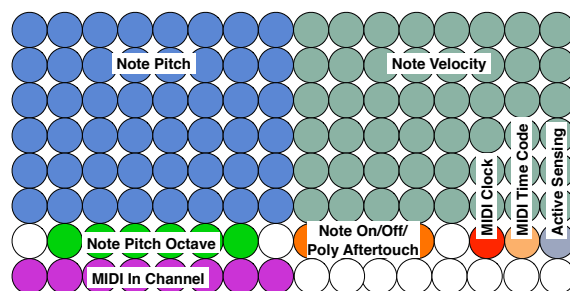 Note Pitch
Note Velocity
MIDI Clock
MIDI Time Code
Active Sensing
Note Pitch Octave
Note On/Off/
Poly Aftertouch
MIDI In Channel